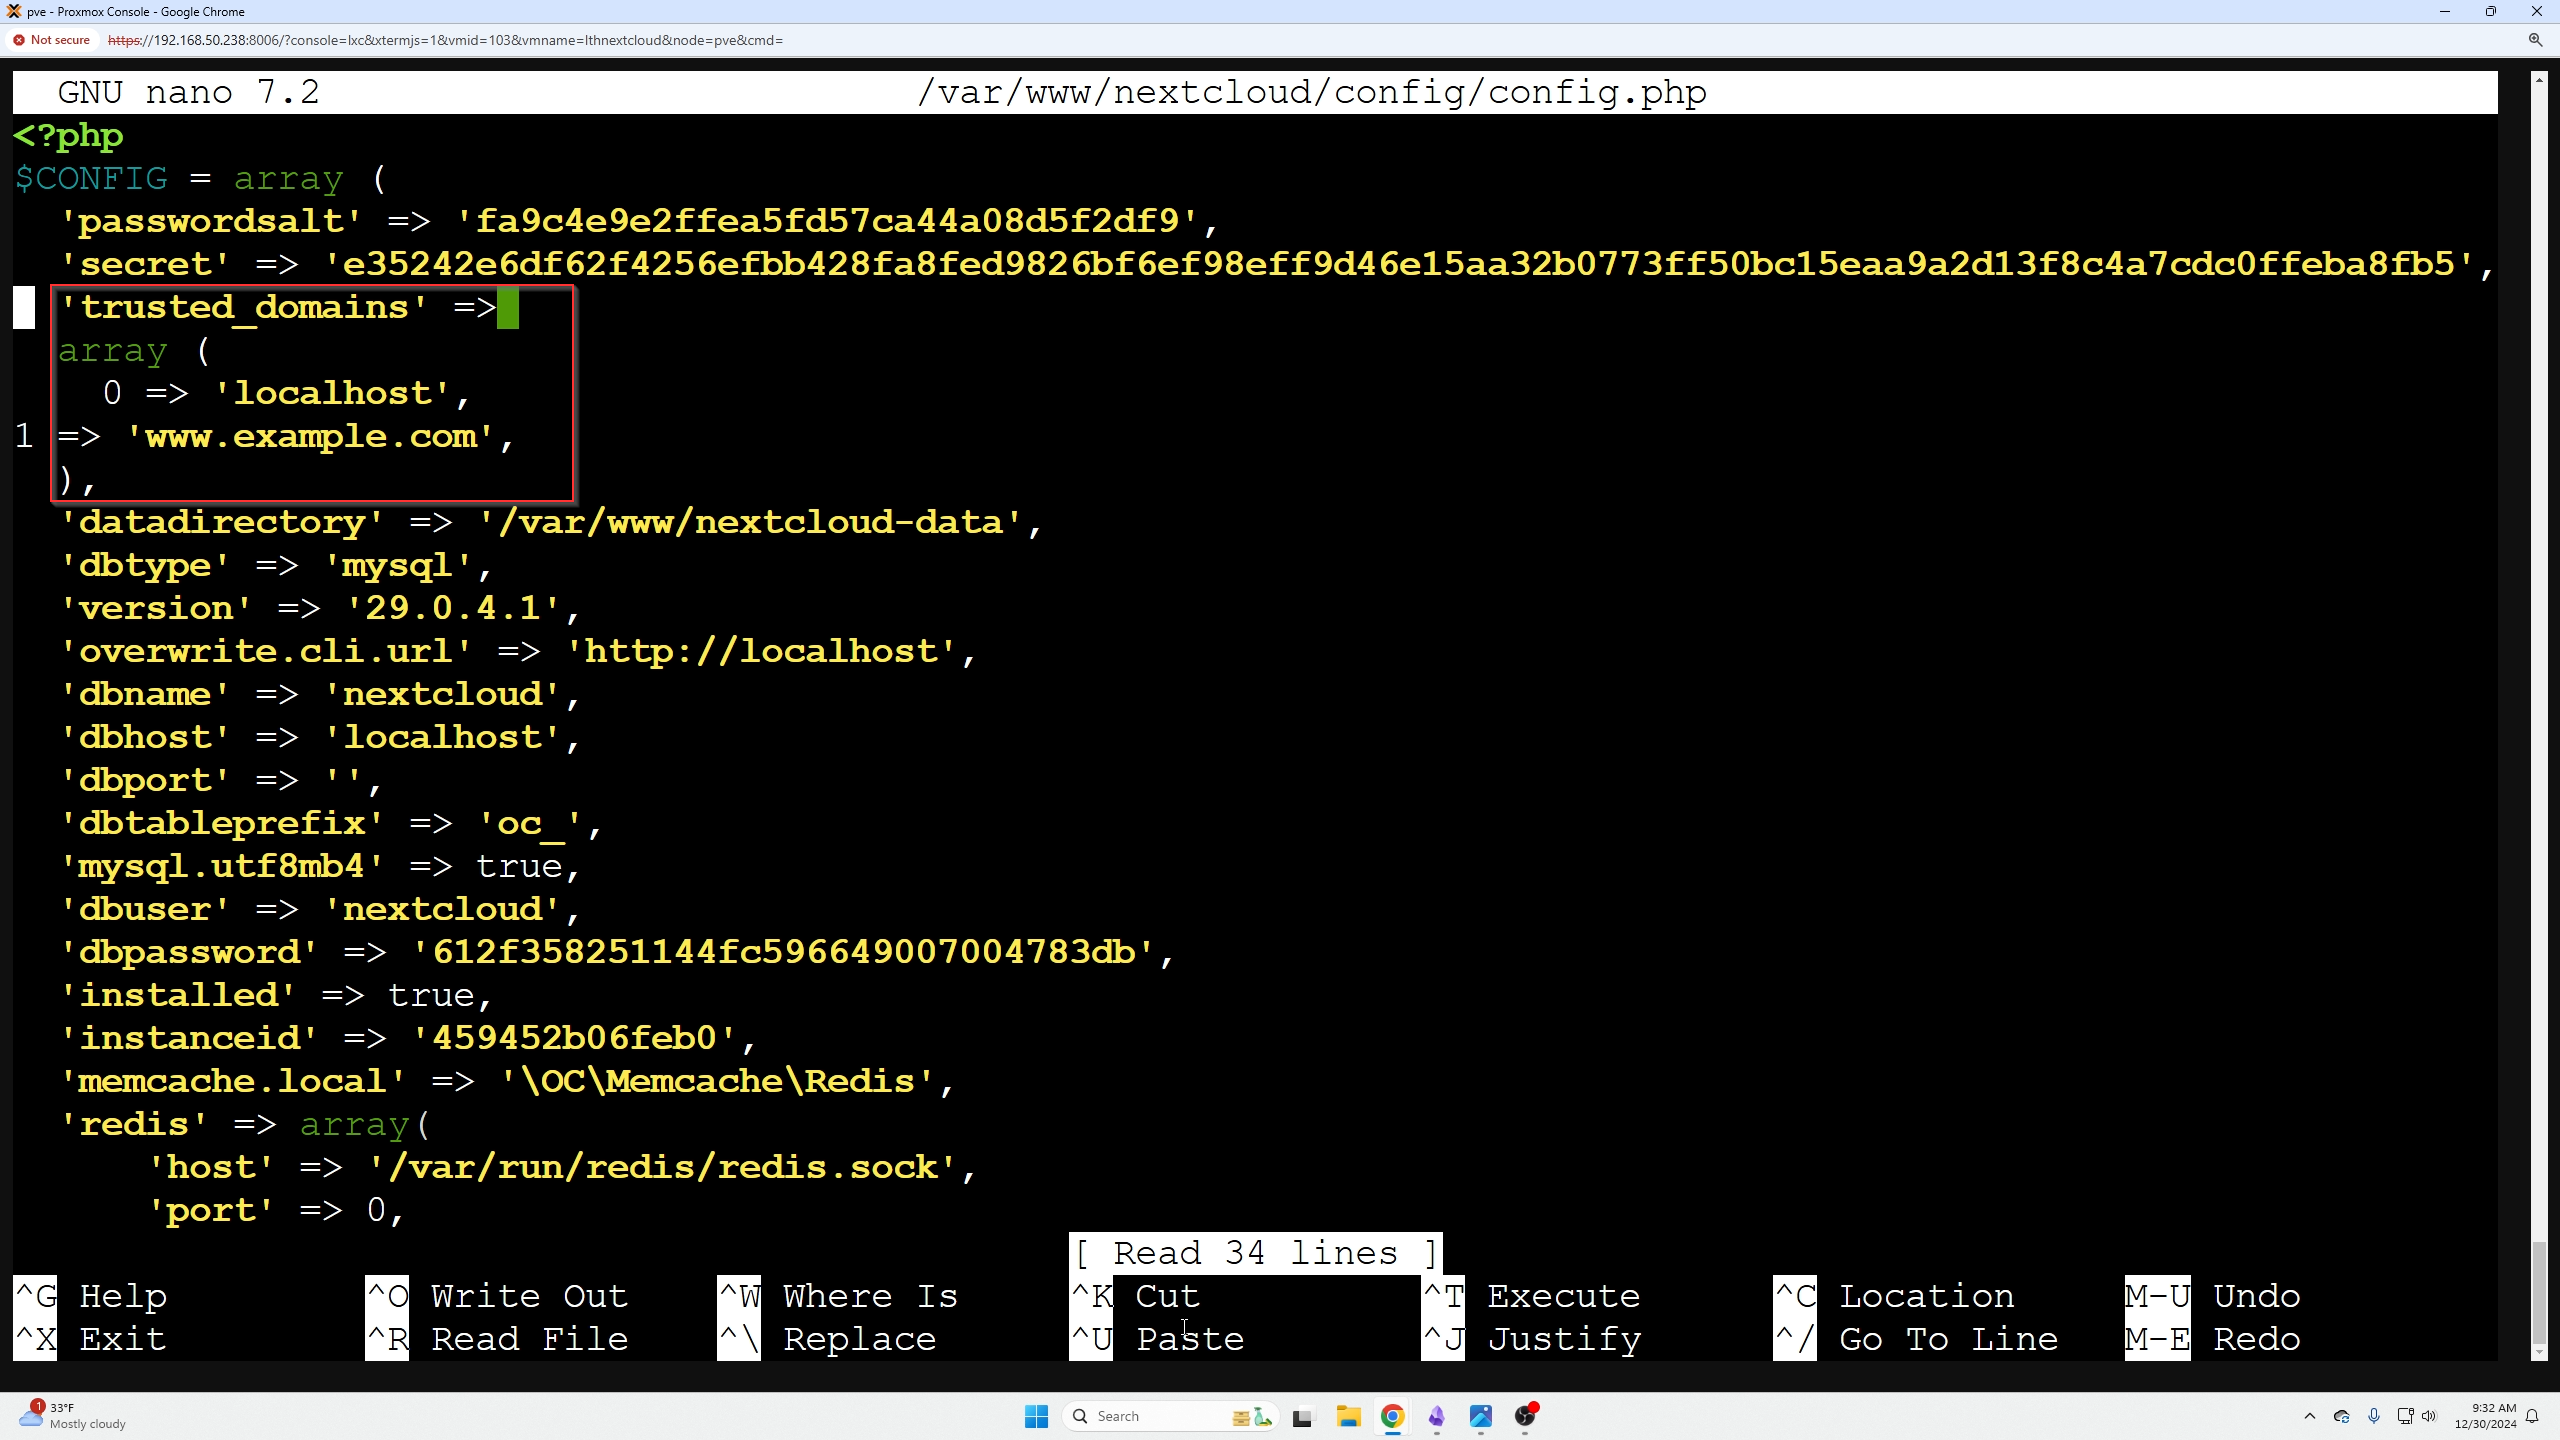 pve - Proxmox Console - Google Chrome
Not secure https://192.168.50.238:8006/?console=lxc&xtermjs=1&vmid=103&vmname=lthnextcloud&node=pve&cmd=
GNU nano 7.2 /var/www/nextcloud/config/config.php
<?php
$CONFIG = array (
'passwordsalt' => 'fa9c4e9e2ffea5fd57ca44a08d5f2df9',
'secret' => 'e35242e6df62f4256efbb428fa8fed9826bf6ef98eff9d46e15aa32b0773ff50bc15eaa9a2d13f8c4a7cdc0ffeba8fb5',
'trusted_domains' =>
array (
0 => 'localhost',
1 => 'www.example.com',
),
'datadirectory' => '/var/www/nextcloud-data',
'dbtype' => 'mysql',
'version' => '29.0.4.1',
'overwrite.cli.url' => 'http://localhost',
'dbname' => 'nextcloud',
'dbhost' => 'localhost',
'dbport' => '',
'dbtableprefix' => 'oc_',
'mysql.utf8mb4' => true,
'dbuser' => 'nextcloud',
'dbpassword' => '612f358251144fc596649007004783db',
'installed' => true,
'instanceid' => '459452b06feb0',
'memcache.local' => '\OC\Memcache\Redis',
'redis' => array(
'host' => '/var/run/redis/redis.sock',
'port' => 0,
[ Read 34 lines ]
^G Help ^O Write Out ^W Where Is ^K Cut ^T Execute ^C Location M-U Undo
^X Exit ^R Read File ^\ Replace ^U Paste ^J Justify ^/ Go To Line M-E Redo
1 33°F
Mostly cloudy
Search
9:32 AM
12/30/2024